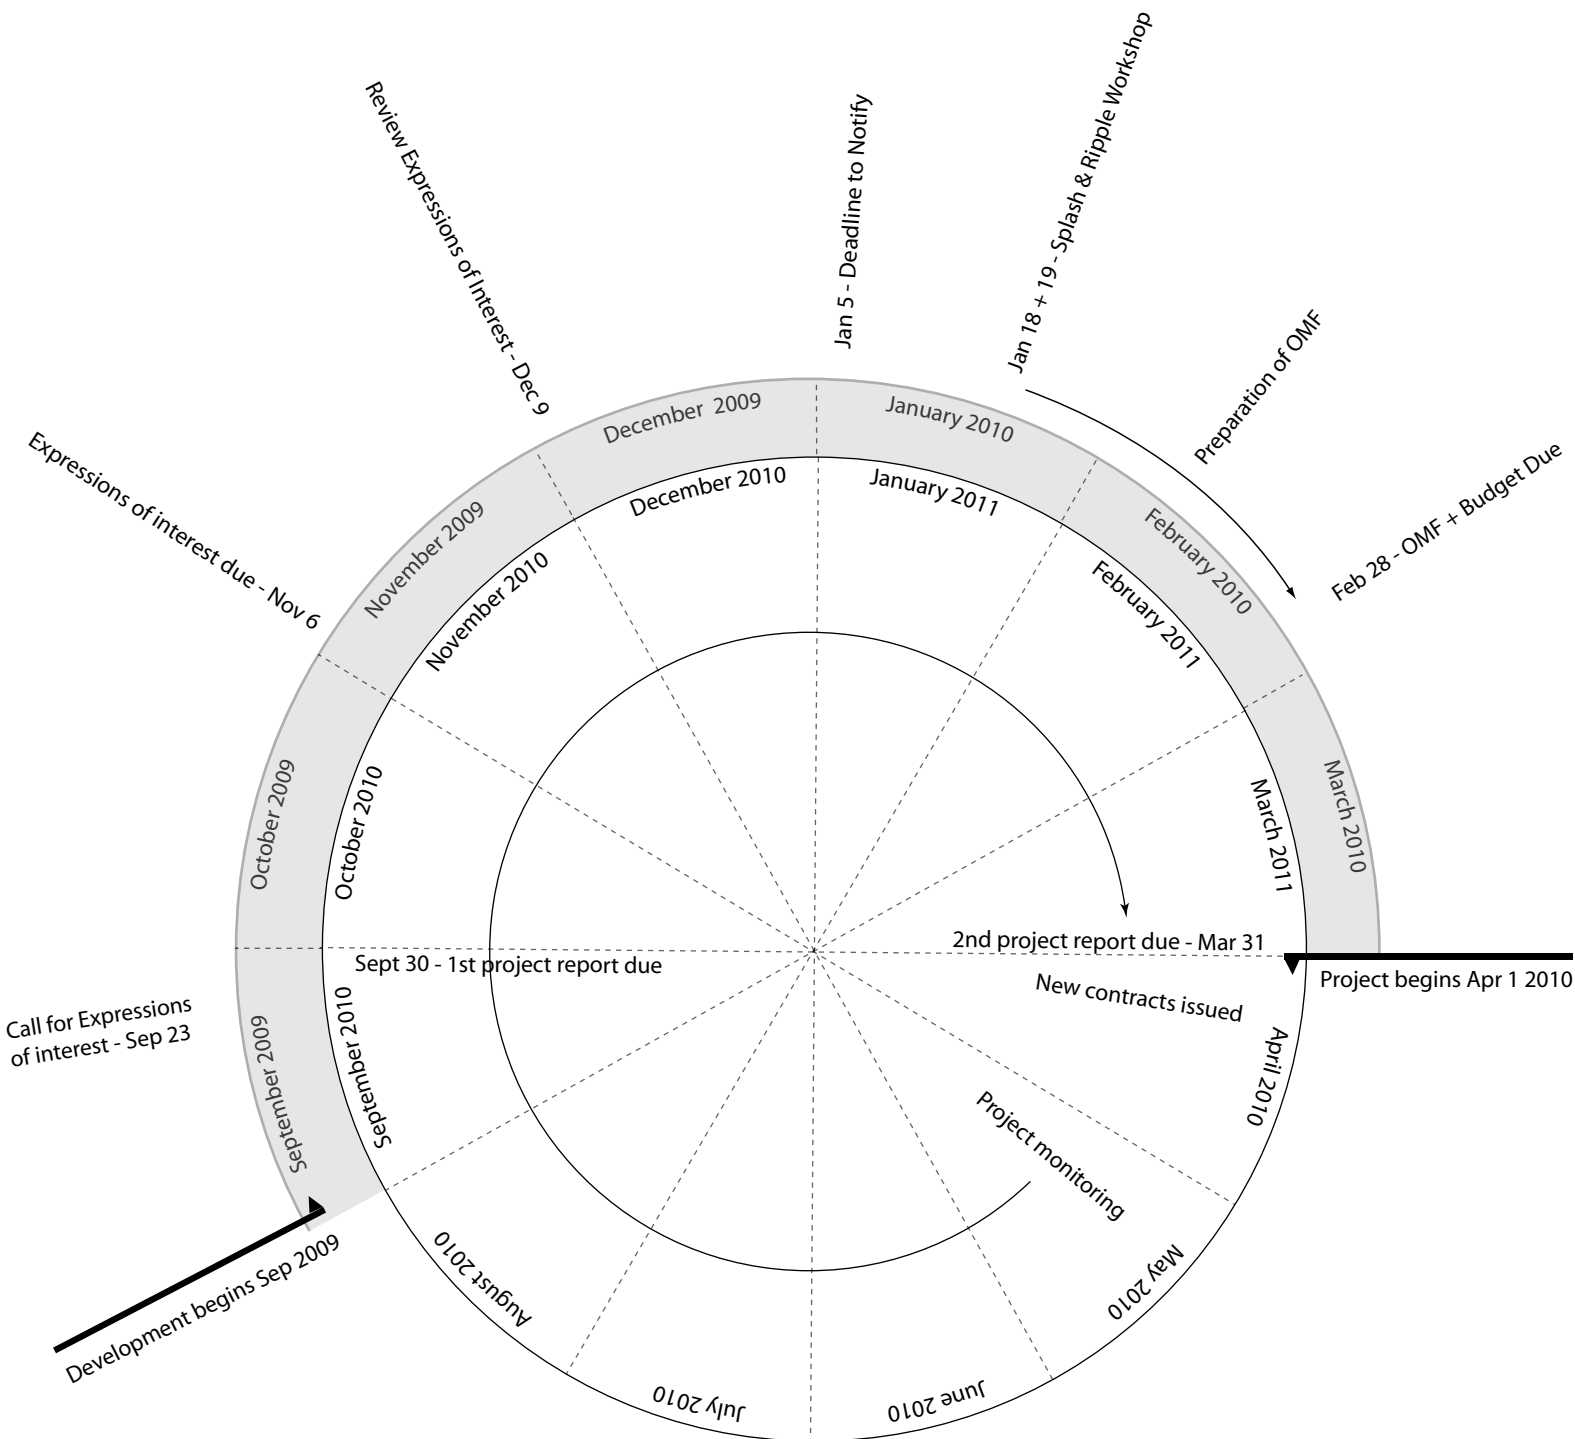 Development begins Sep 2009
Call for Expressions
of interest - Sep 23
Expressions of interest due - Nov 6
Review Expressions of Interest - Dec 9
Jan 5 - Deadline to Notify
Jan 18 + 19 - Splash & Ripple Workshop
Preparation of OMF
Feb 28 - OMF + Budget Due
Project begins Apr 1 2010
September 2009
October 2009
November 2009
December 2009
January 2010
February 2010
March 2010
April 2010
May 2010
June 2010
July 2010
August 2010
September 2010
October 2010
November 2010
December 2010
January 2011
February 2011
March 2011
New contracts issued
Project monitoring
Sept 30 - 1st project report due
2nd project report due - Mar 31